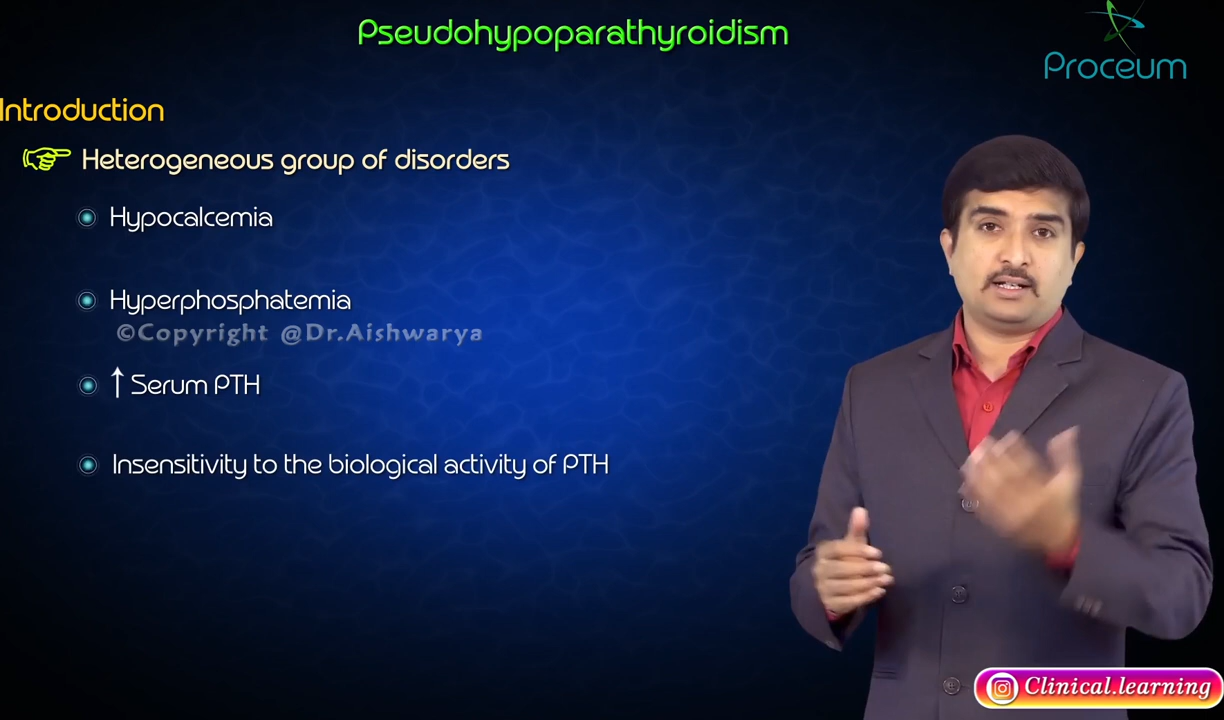 Pseudohypoparathyroidism
Proceum
Introduction
Heterogeneous group of disorders
Hypocalcemia
Hyperphosphatemia
©Copyright @Dr.Aishwarya
↑ Serum PTH
Insensitivity to the biological activity of PTH
Clinical.learning